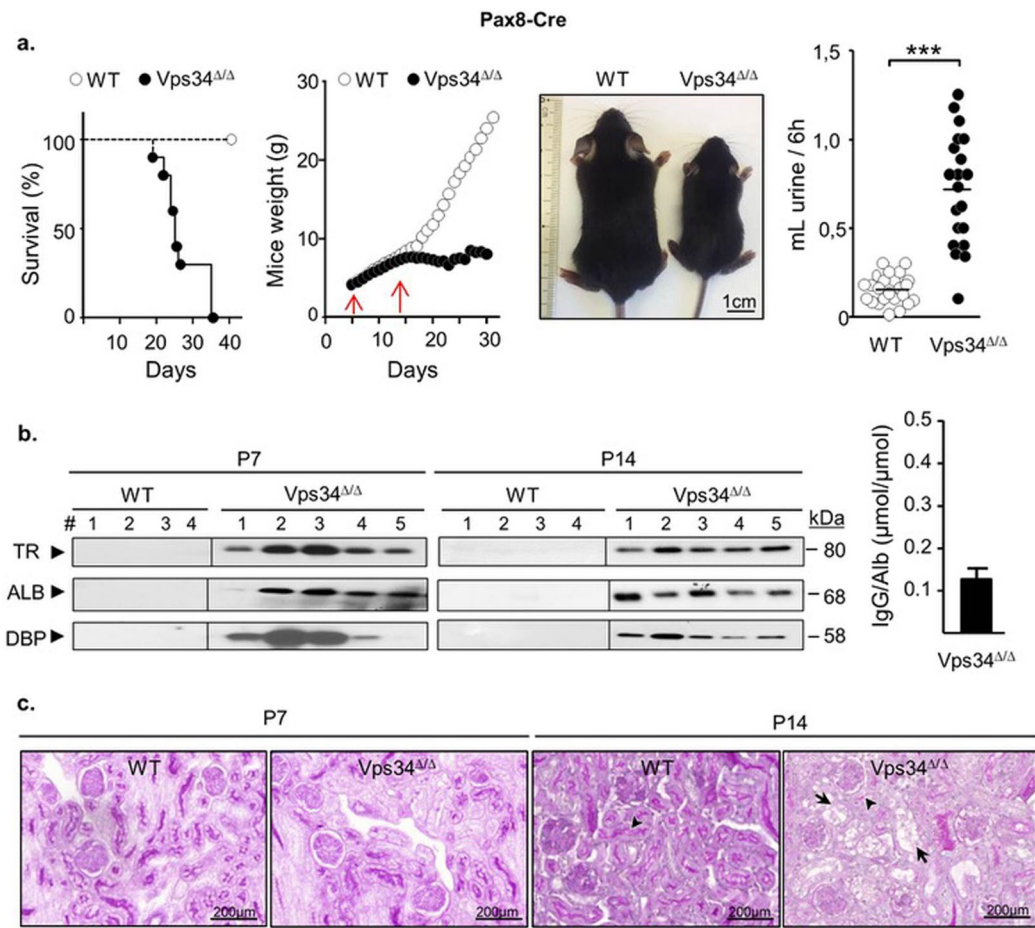 Pax8-Cre
a.
WT Vps34Δ/Δ
Survival (%)
100
50
0
10 20 30 40
Days
WT Vps34Δ/Δ
Mice weight (g)
30
20
10
0
0 10 20 30
Days
WT Vps34Δ/Δ
1cm
mL urine / 6h
1,5
1,0
0,5
0
***
WT Vps34Δ/Δ
b.
P7 P14
WT Vps34Δ/Δ WT Vps34Δ/Δ
# 1 2 3 4 1 2 3 4 5 1 2 3 4 1 2 3 4 5 kDa
TR 80
ALB 68
DBP 58
IgG/Alb (µmol/µmol)
0.5
0.4
0.2
0.1
Vps34Δ/Δ
c.
P7 P14
WT Vps34Δ/Δ WT Vps34Δ/Δ
200µm 200µm 200µm 200µm